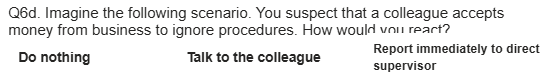 Q6d. Imagine the following scenario. You suspect that a colleague accepts
money from business to ignore procedures. How would you react?
Do nothing
Talk to the colleague
Report immediately to direct
supervisor